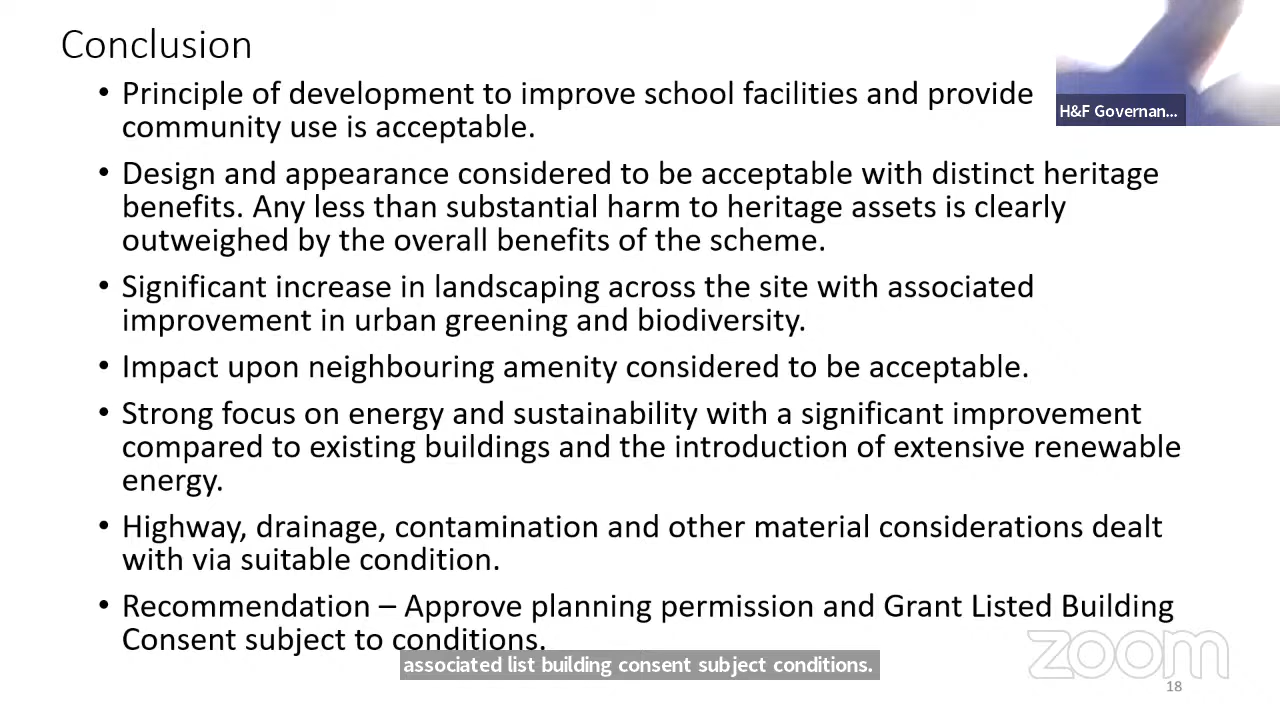 Conclusion
• Principle of development to improve school facilities and provide
community use is acceptable.
• Design and appearance considered to be acceptable with distinct heritage
benefits. Any less than substantial harm to heritage assets is clearly
outweighed by the overall benefits of the scheme.
• Significant increase in landscaping across the site with associated
improvement in urban greening and biodiversity.
• Impact upon neighbouring amenity considered to be acceptable.
• Strong focus on energy and sustainability with a significant improvement
compared to existing buildings and the introduction of extensive renewable
energy.
• Highway, drainage, contamination and other material considerations dealt
with via suitable condition.
• Recommendation – Approve planning permission and Grant Listed Building
Consent subject to conditions.
H&F Governan...
associated list building consent subject conditions.
zoom
18